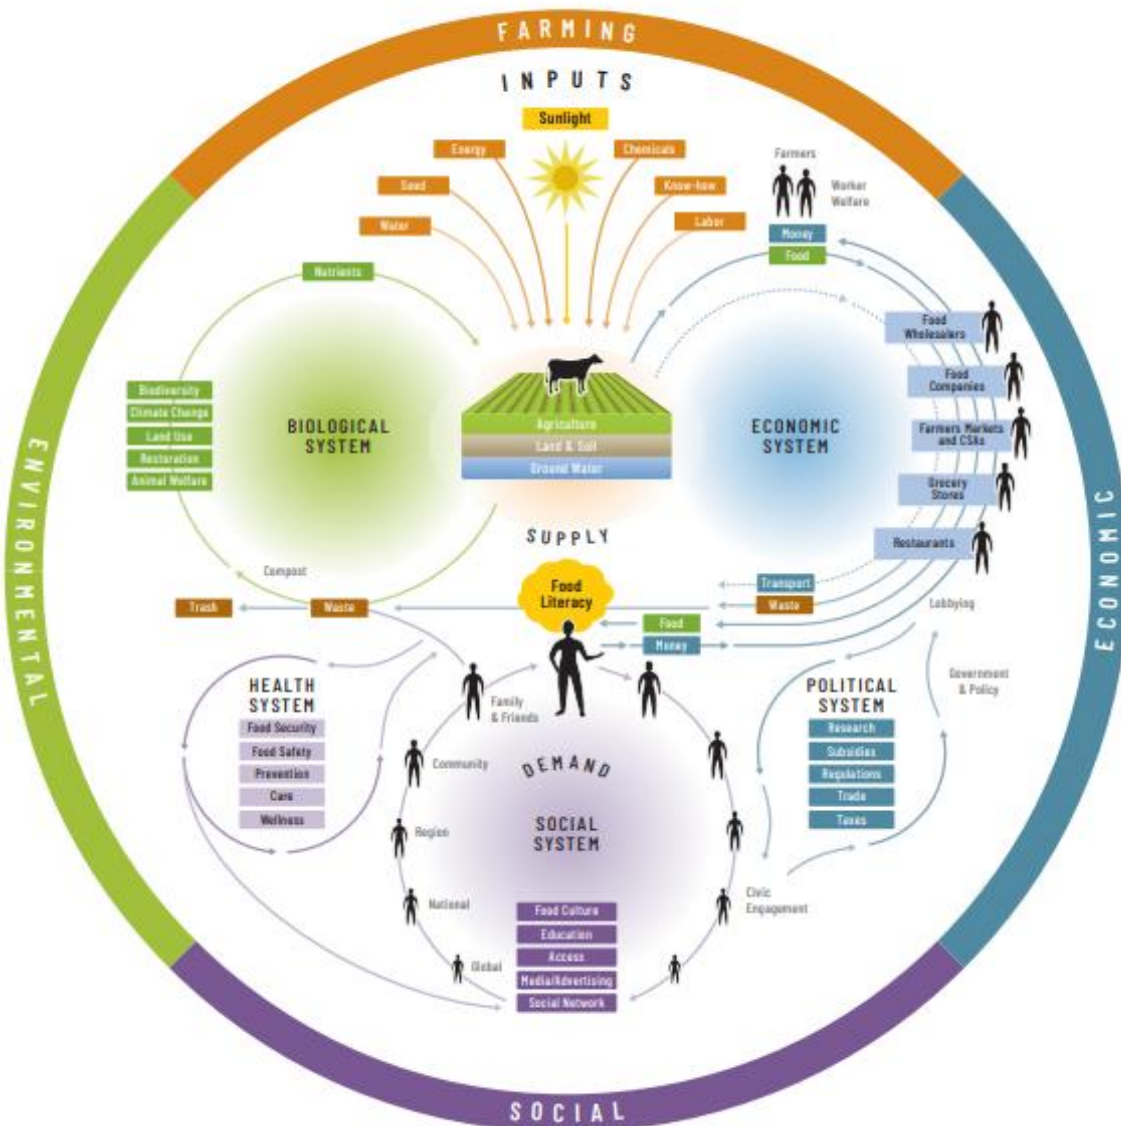 FARMING
INPUTS
Sunlight
Energy
Chemicals
Seed
Know-how
Water
Labor
Farmers
Worker
Welfare
Money
Food
Nutrients
Food
Wholesalers
Food
Companies
Farmers Markets
and CSAs
Grocery
Stores
Restaurants
Biodiversity
Climate Change
Land Use
Restoration
Animal Welfare
BIOLOGICAL
SYSTEM
Agriculture
Land & Soil
Ground Water
ECONOMIC
SYSTEM
ENVIRONMENTAL
ECONOMIC
SUPPLY
Compost
Food
Literacy
Transport
Trash
Waste
Waste
Lobbying
Food
Money
HEALTH
SYSTEM
Food Security
Food Safety
Prevention
Care
Wellness
Family
& Friends
Community
Region
National
Global
DEMAND
SOCIAL
SYSTEM
Food Culture
Education
Access
Media/Advertising
Social Network
POLITICAL
SYSTEM
Research
Subsidies
Regulations
Trade
Taxes
Government
& Policy
Civic
Engagement
SOCIAL